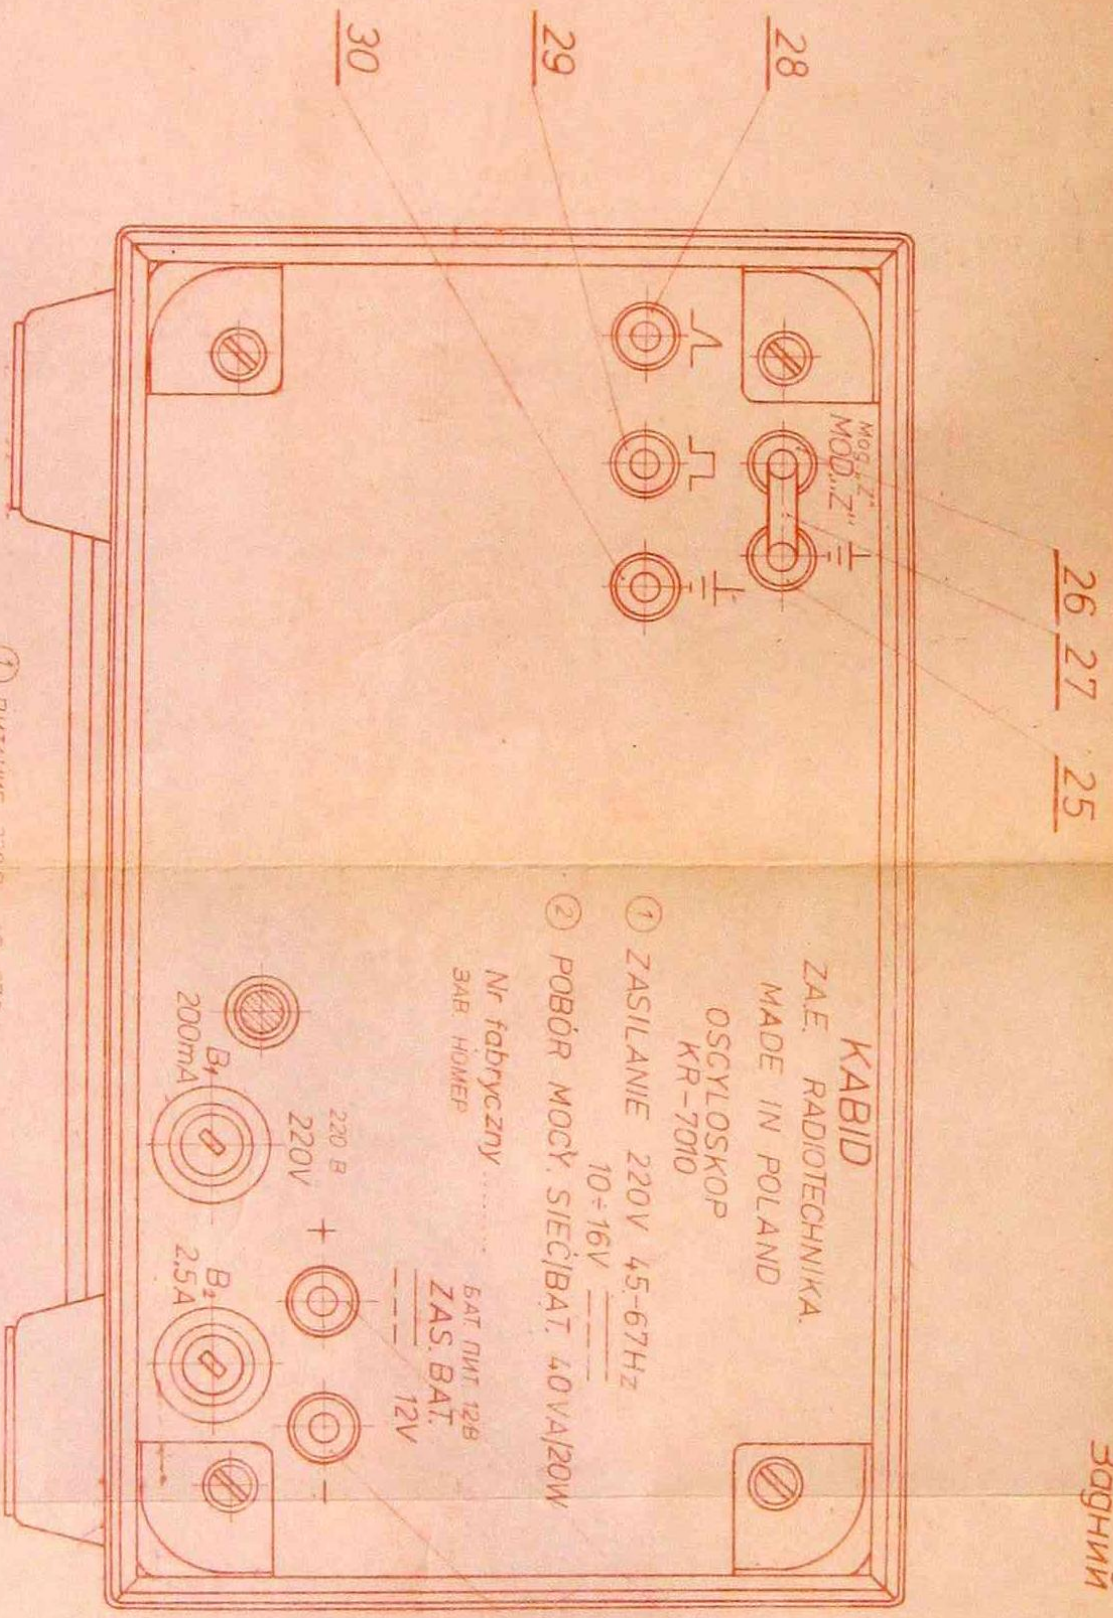 Задний
26 27 25
28
29
30
Мод „Z"
MOD. „Z"
KABID
Z.A.E. RADIOTECHNIKA.
MADE IN POLAND
OSCYLOSKOP
KR-7010
① ZASILANIE 220V 45-67Hz
10÷16V
② POBÓR MOCY. SIEĆ/BAT. 40VA/20W
Nr fabryczny........
ЗАВ. НОМЕР
БАТ. ПИТ. 12В
ZAS. BAT.
12V
220 В
220V
+
-
B1
200mA
B2
2,5A